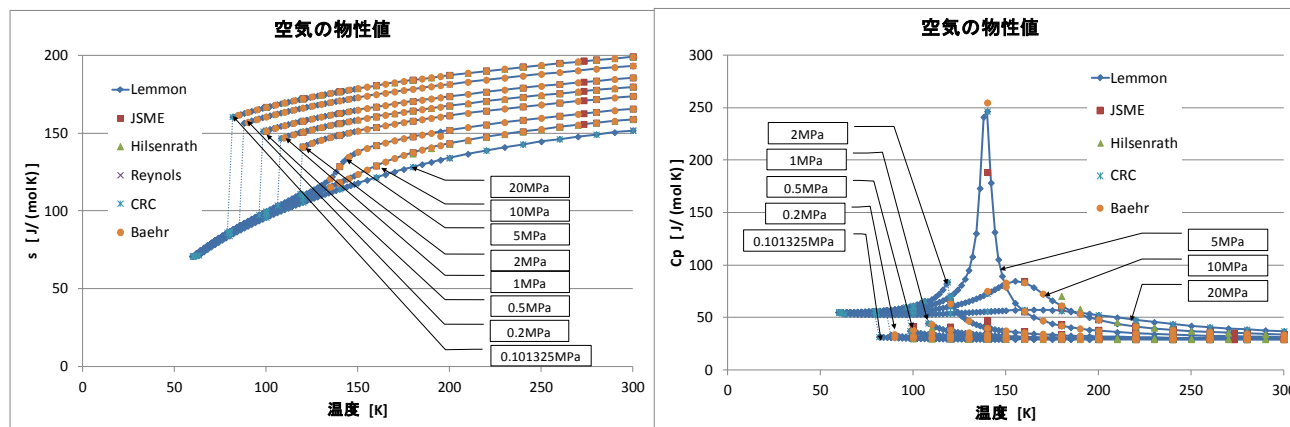 空気の物性値
s [ J/ (mol K)]
200
150
100
50
0
0
50
100
150
200
250
300
温度 [K]
Lemmon
JSME
Hilsenrath
Reynols
CRC
Baehr
20MPa
10MPa
5MPa
2MPa
1MPa
0.5MPa
0.2MPa
0.101325MPa
空気の物性値
Cp [ J/ (mol K)]
300
250
200
150
100
50
0
0
50
100
150
200
250
300
温度 [K]
Lemmon
JSME
Hilsenrath
CRC
Baehr
2MPa
1MPa
0.5MPa
0.2MPa
0.101325MPa
5MPa
10MPa
20MPa